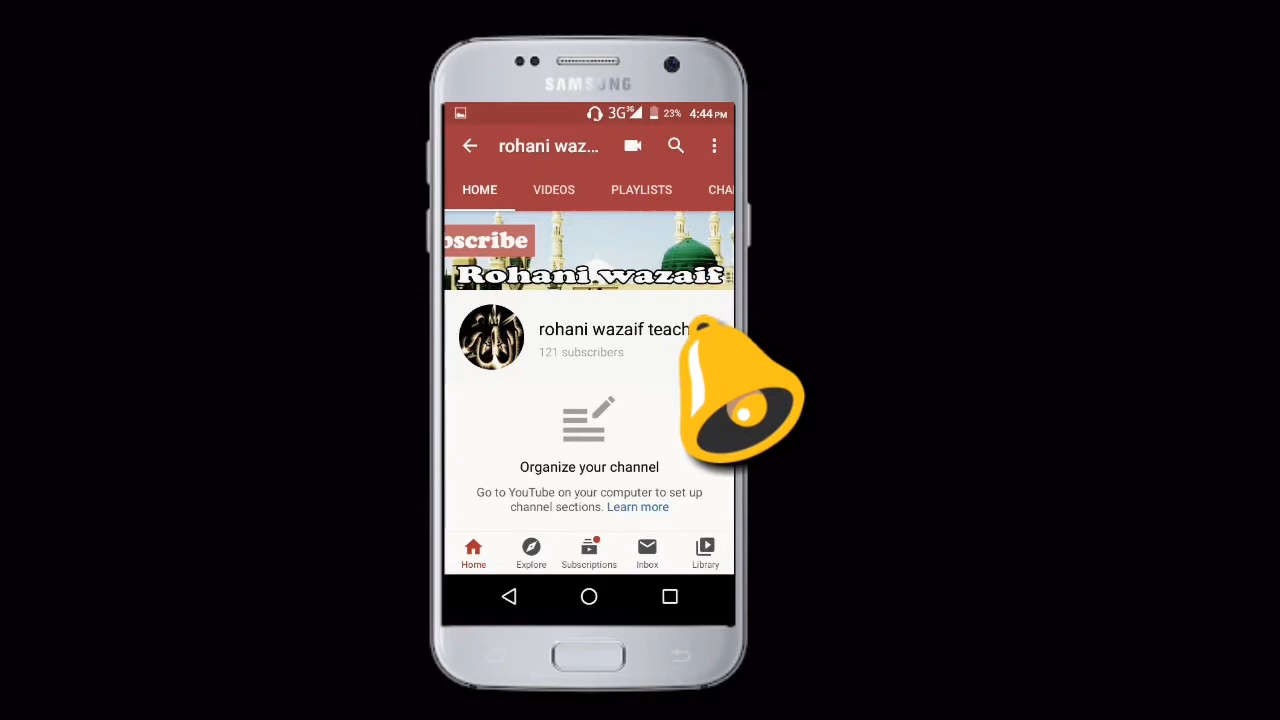 SAMSUNG
3G 3G 23% 4:44 PM
rohani waz...
HOME VIDEOS PLAYLISTS CHA
bscribe
Rohani wazaif
rohani wazaif teach
121 subscribers
Organize your channel
Go to YouTube on your computer to set up
channel sections. Learn more
Home Explore Subscriptions Inbox Library